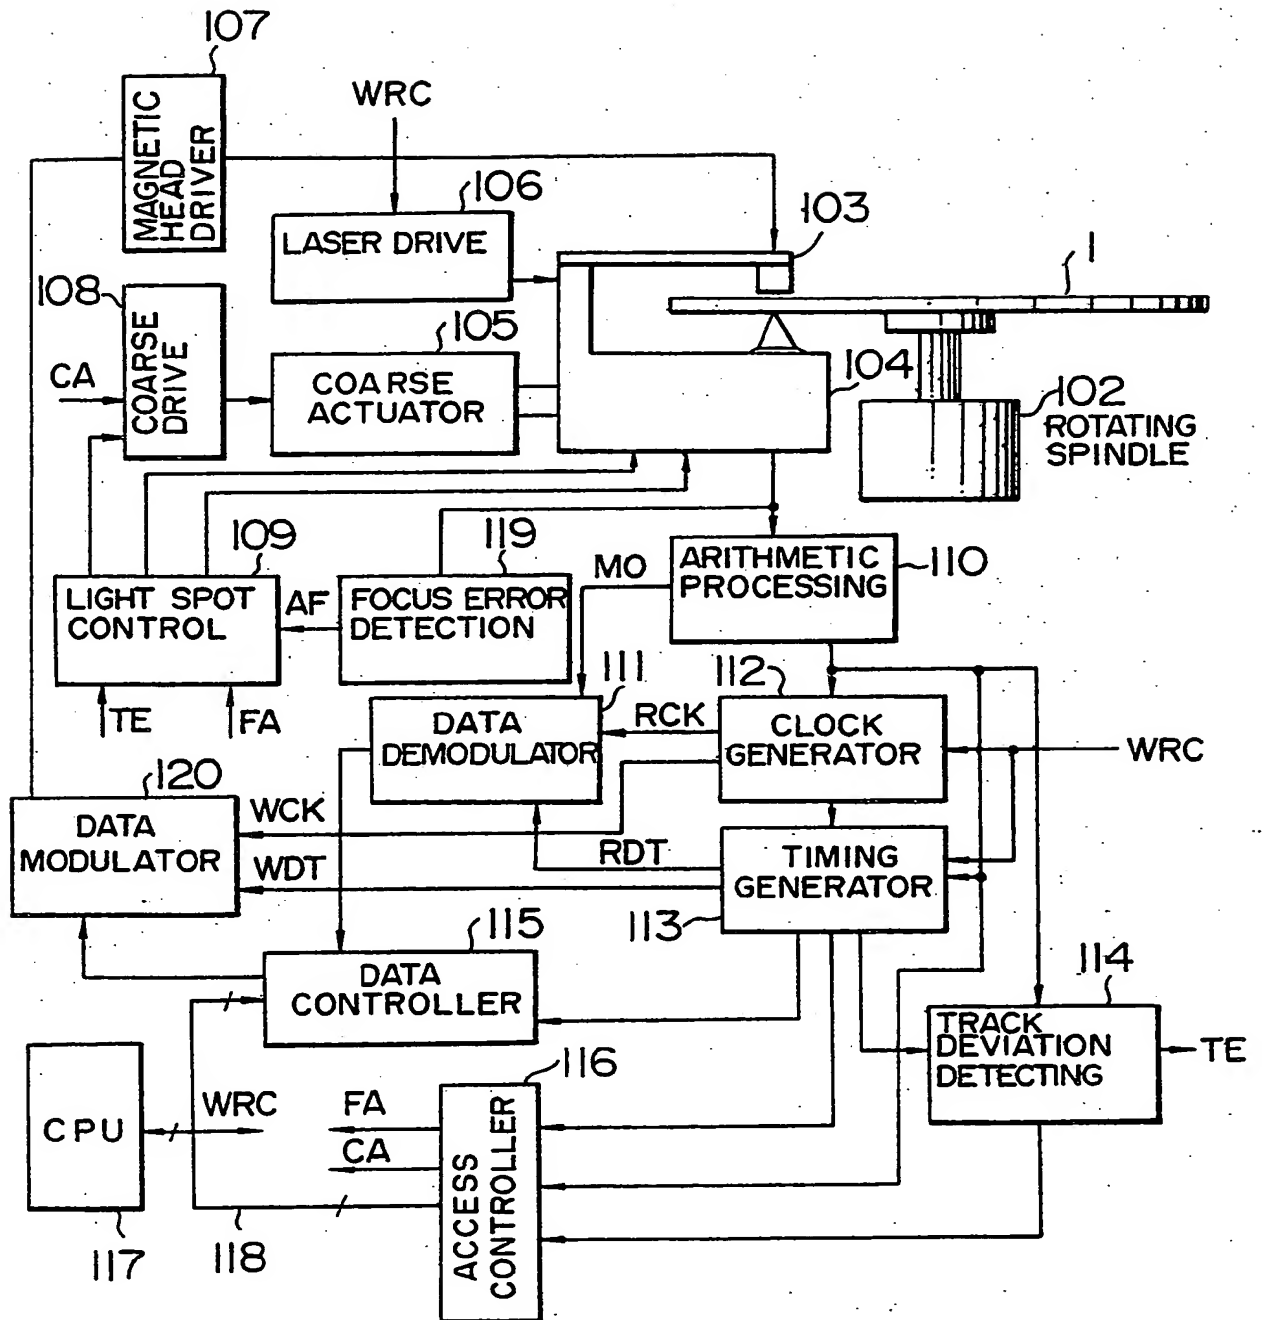 107
MAGNETIC
HEAD
DRIVER
WRC
106
LASER DRIVE
103
1
108
COARSE
DRIVE
CA
105
COARSE
ACTUATOR
104
102
ROTATING
SPINDLE
109
LIGHT SPOT
CONTROL
AF
119
FOCUS ERROR
DETECTION
MO
ARITHMETIC
PROCESSING
110
TE
FA
111
DATA
DEMODULATOR
RCK
112
CLOCK
GENERATOR
WRC
120
DATA
MODULATOR
WCK
WDT
RDT
TIMING
GENERATOR
113
115
DATA
CONTROLLER
114
TRACK
DEVIATION
DETECTING
TE
CPU
117
WRC
118
116
FA
CA
ACCESS
CONTROLLER